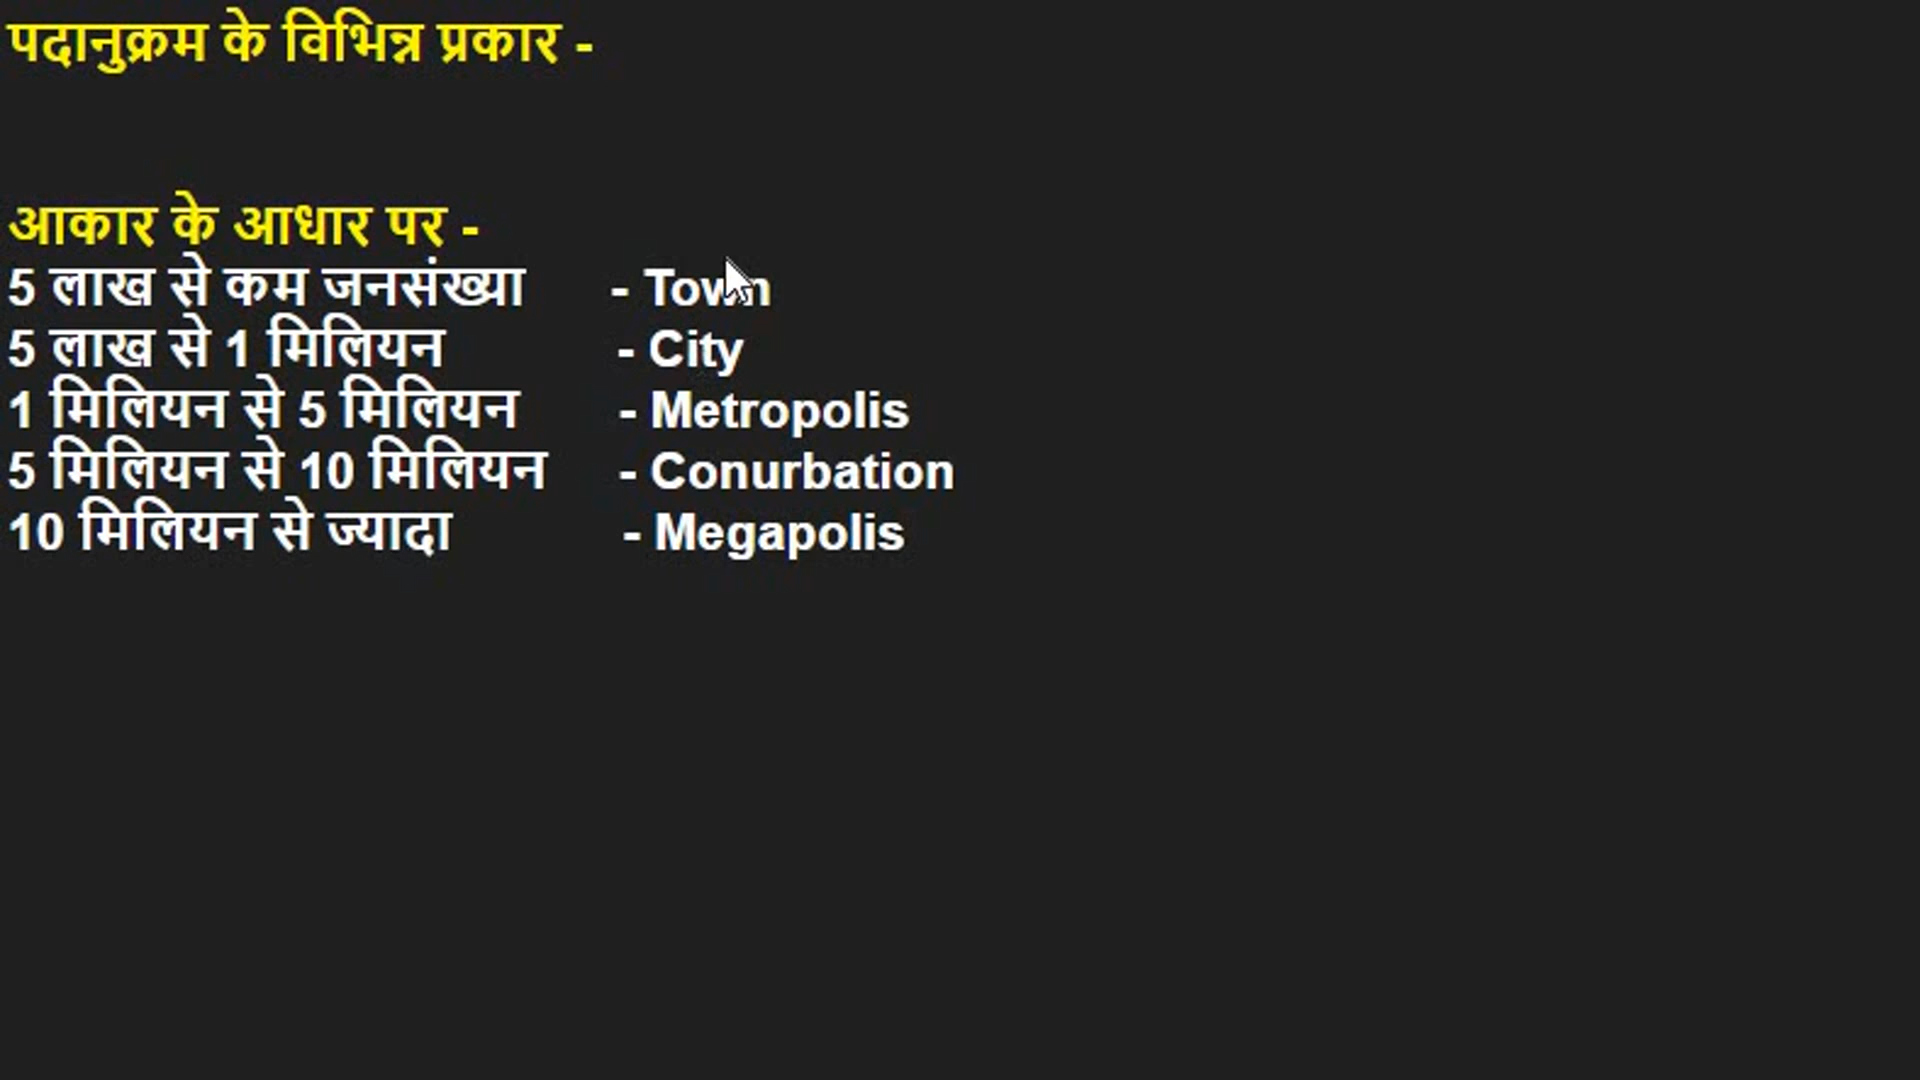 पदानुक्रम के विभिन्न प्रकार -
आकार के आधार पर -
5 लाख से कम जनसंख्या - Town
5 लाख से 1 मिलियन - City
1 मिलियन से 5 मिलियन - Metropolis
5 मिलियन से 10 मिलियन - Conurbation
10 मिलियन से ज्यादा - Megapolis